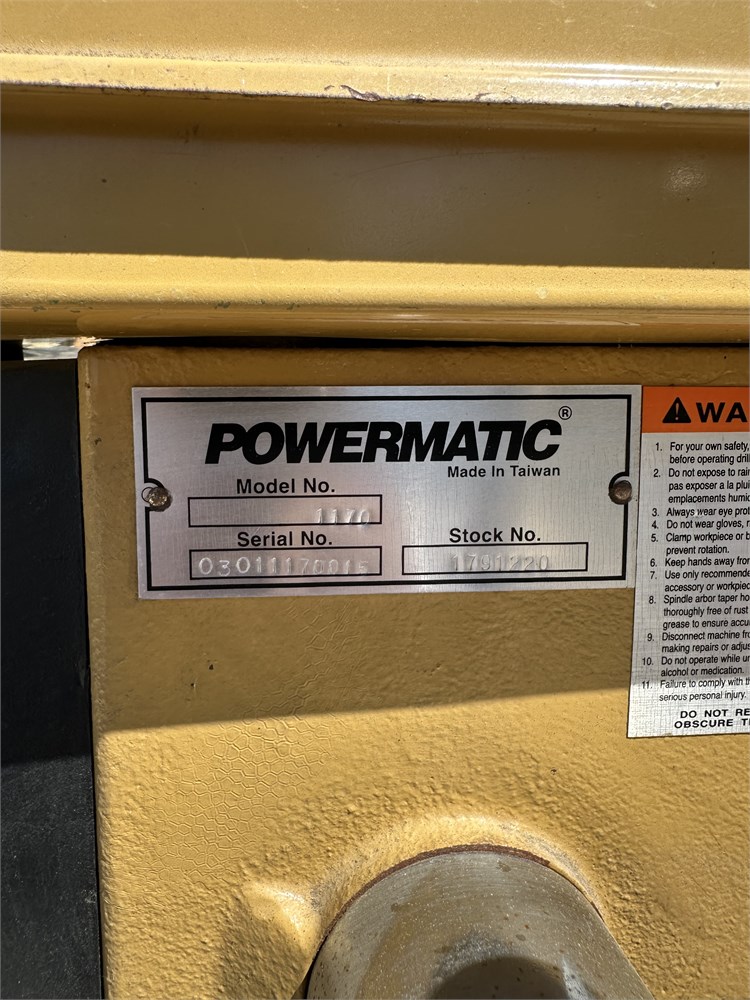 POWERMATIC®
Made In Taiwan
Model No.
1170
Serial No.
Stock No.
03011170015
1791220
WA
1. For your own safety,
before operating drill
2. Do not expose to rain
pas exposer a la plui
emplacements humid
3. Always wear eye prot
4. Do not wear gloves, n
5. Clamp workpiece or b
prevent rotation.
6. Keep hands away from
7. Use only recommende
accessory or workpiec
8. Spindle arbor taper ho
thoroughly free of rust
grease to ensure accu
9. Disconnect machine fro
making repairs or adjus
10. Do not operate while un
alcohol or medication.
11. Failure to comply with th
serious personal injury.
DO NOT RE
OBSCURE T